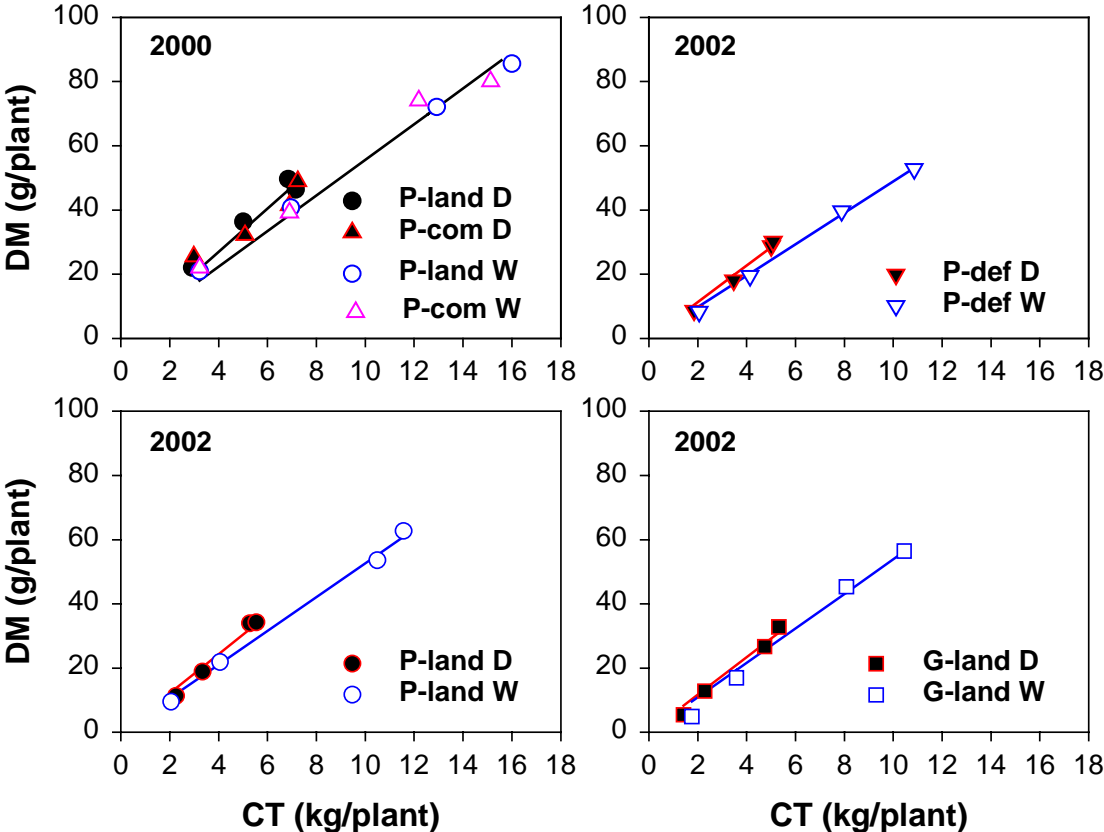 100
80
60
40
20
0
DM (g/plant)
2000
P-land D
P-com D
P-land W
P-com W
0 2 4 6 8 10 12 14 16 18
100
80
60
40
20
0
2002
P-def D
P-def W
0 2 4 6 8 10 12 14 16 18
100
80
60
40
20
0
DM (g/plant)
2002
P-land D
P-land W
0 2 4 6 8 10 12 14 16 18
CT (kg/plant)
100
80
60
40
20
0
2002
G-land D
G-land W
0 2 4 6 8 10 12 14 16 18
CT (kg/plant)